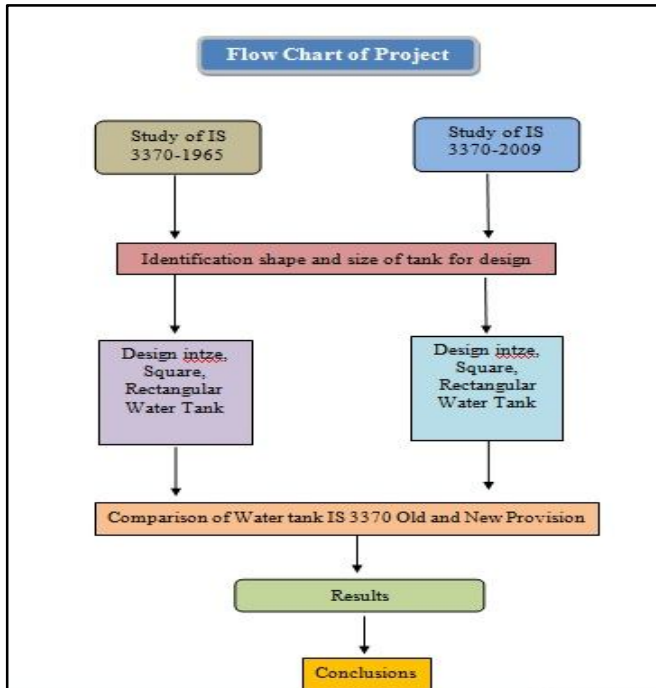 Flow Chart of Project
Study of IS
3370-1965
Study of IS
3370-2009
Identification shape and size of tank for design
Design intze,
Square,
Rectangular
Water Tank
Design intze,
Square,
Rectangular
Water Tank
Comparison of Water tank IS 3370 Old and New Provision
Results
Conclusions